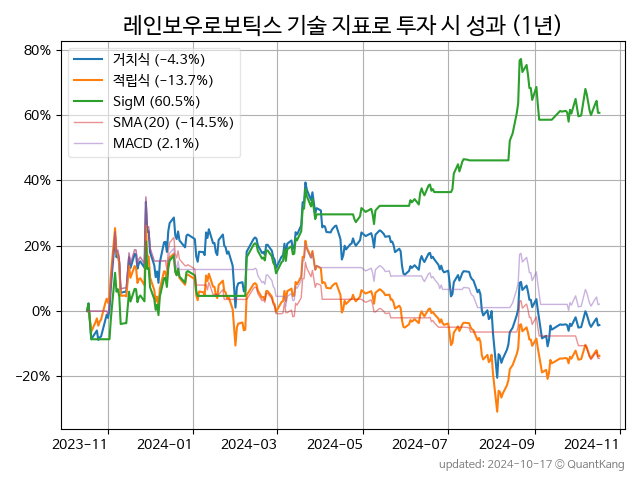 레인보우로보틱스 기술 지표로 투자 시 성과 (1년)
80%
60%
40%
20%
0%
−20%
거치식 (−4.3%)
적립식 (−13.7%)
SigM (60.5%)
SMA(20) (−14.5%)
MACD (2.1%)
2023-11 2024-01 2024-03 2024-05 2024-07 2024-09 2024-11
updated: 2024-10-17 © QuantKang